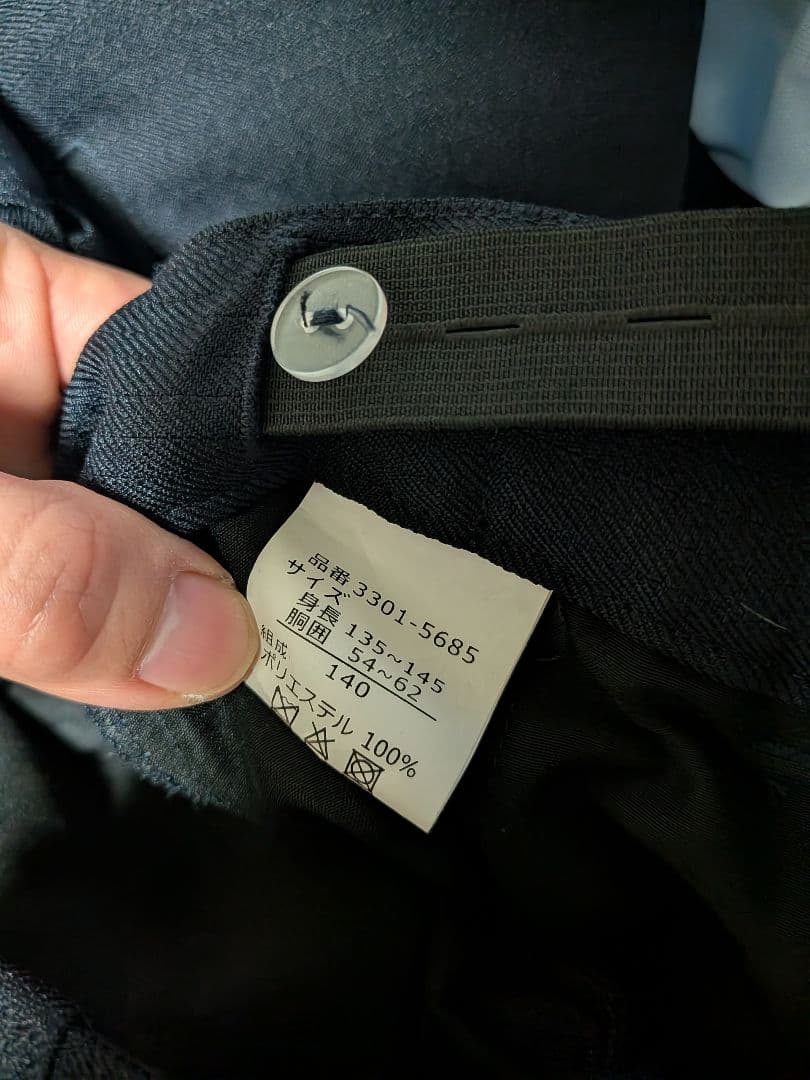 品番 3301-5685
サイズ
身長 135~145
胴囲 54~62
140
組成
ポリエステル 100%